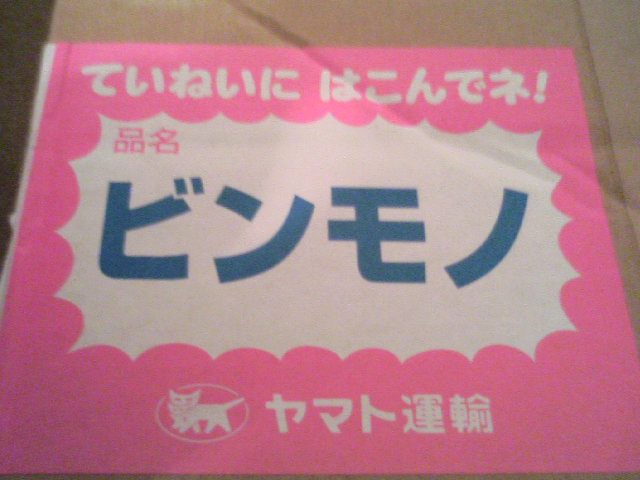 ていねいに はこんでネ!
品名
ビンモノ
ヤマト運輸